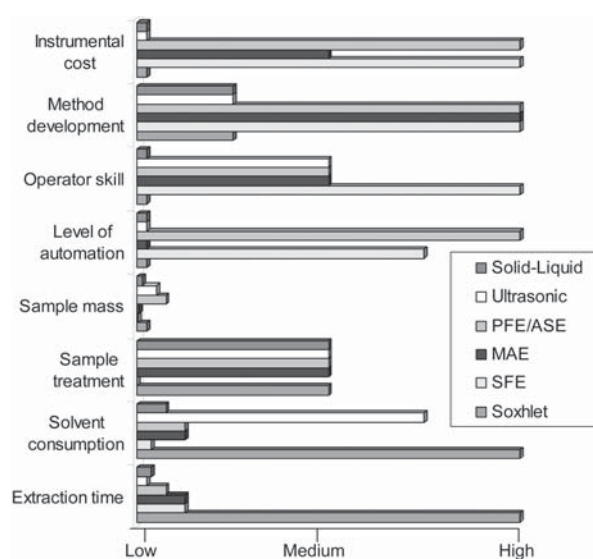 Instrumental
cost
Method
development
Operator skill
Level of
automation
Sample mass
Sample
treatment
Solvent
consumption
Extraction time
Solid-Liquid
Ultrasonic
PFE/ASE
MAE
SFE
Soxhlet
Low
Medium
High